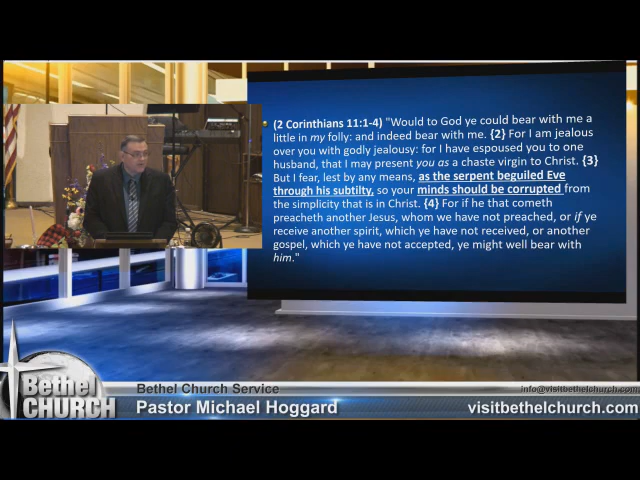 (2 Corinthians 11:1-4) "Would to God ye could bear with me a
little in my folly: and indeed bear with me. {2} For I am jealous
over you with godly jealousy: for I have espoused you to one
husband, that I may present you as a chaste virgin to Christ. {3}
But I fear, lest by any means, as the serpent beguiled Eve
through his subtilty, so your minds should be corrupted from
the simplicity that is in Christ. {4} For if he that cometh
preacheth another Jesus, whom we have not preached, or if ye
receive another spirit, which ye have not received, or another
gospel, which ye have not accepted, ye might well bear with
him."
Bethel
CHURCH
Bethel Church Service
info@visitbethelchurch.com
Pastor Michael Hoggard
visitbethelchurch.com